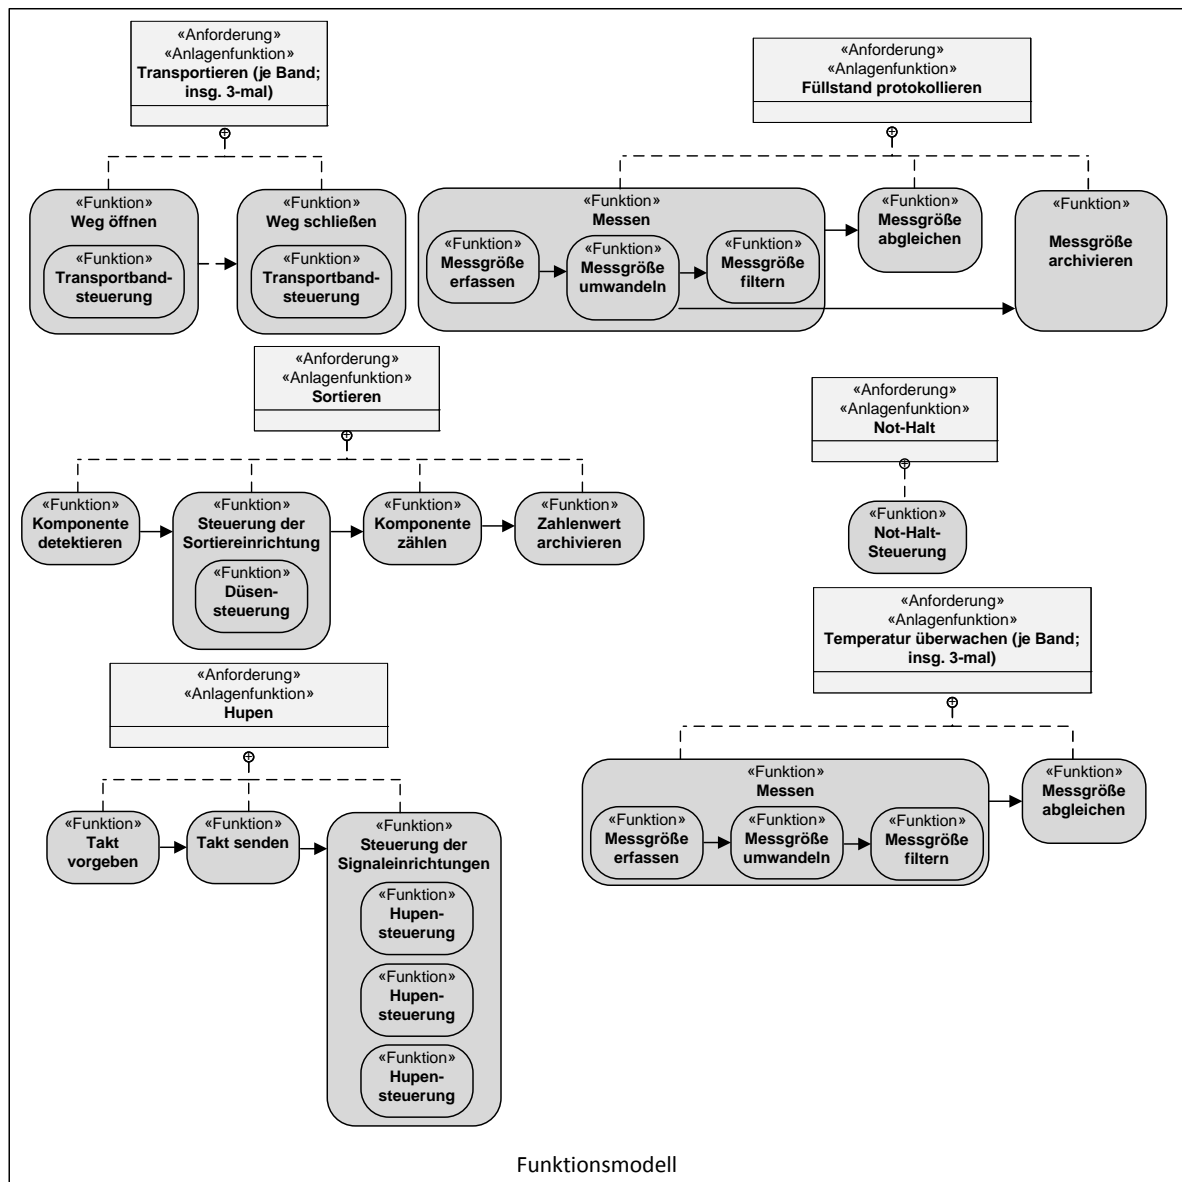 «Anforderung»
«Anlagenfunktion»
Transportieren (je Band;
insg. 3-mal)
«Funktion»
Weg öffnen
«Funktion»
Transportband-
steuerung
«Funktion»
Weg schließen
«Funktion»
Transportband-
steuerung
«Anforderung»
«Anlagenfunktion»
Füllstand protokollieren
«Funktion»
Messen
«Funktion»
Messgröße
erfassen
«Funktion»
Messgröße
umwandeln
«Funktion»
Messgröße
filtern
«Funktion»
Messgröße
abgleichen
«Funktion»
Messgröße
archivieren
«Anforderung»
«Anlagenfunktion»
Sortieren
«Funktion»
Komponente
detektieren
«Funktion»
Steuerung der
Sortiereinrichtung
«Funktion»
Düsen-
steuerung
«Funktion»
Komponente
zählen
«Funktion»
Zahlenwert
archivieren
«Anforderung»
«Anlagenfunktion»
Not-Halt
«Funktion»
Not-Halt-
Steuerung
«Anforderung»
«Anlagenfunktion»
Hupen
«Funktion»
Takt
vorgeben
«Funktion»
Takt senden
«Funktion»
Steuerung der
Signaleinrichtungen
«Funktion»
Hupen-
steuerung
«Funktion»
Hupen-
steuerung
«Funktion»
Hupen-
steuerung
«Anforderung»
«Anlagenfunktion»
Temperatur überwachen (je Band;
insg. 3-mal)
«Funktion»
Messen
«Funktion»
Messgröße
erfassen
«Funktion»
Messgröße
umwandeln
«Funktion»
Messgröße
filtern
«Funktion»
Messgröße
abgleichen
Funktionsmodell